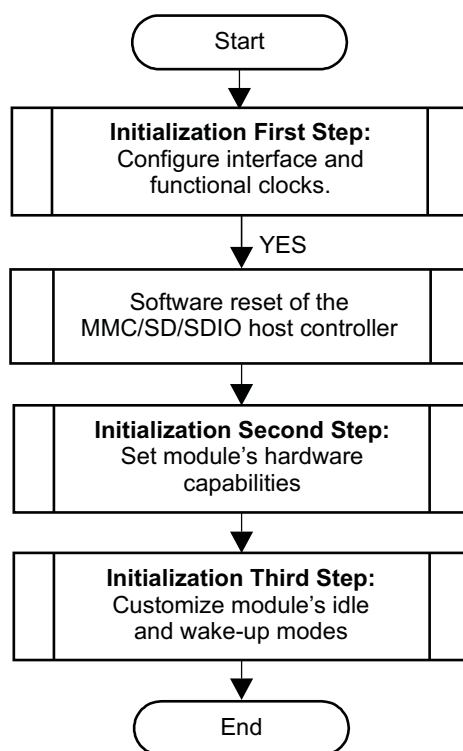 Start
Initialization First Step:
Configure interface and
functional clocks.
YES
Software reset of the
MMC/SD/SDIO host controller
Initialization Second Step:
Set module's hardware
capabilities
Initialization Third Step:
Customize module's idle
and wake-up modes
End